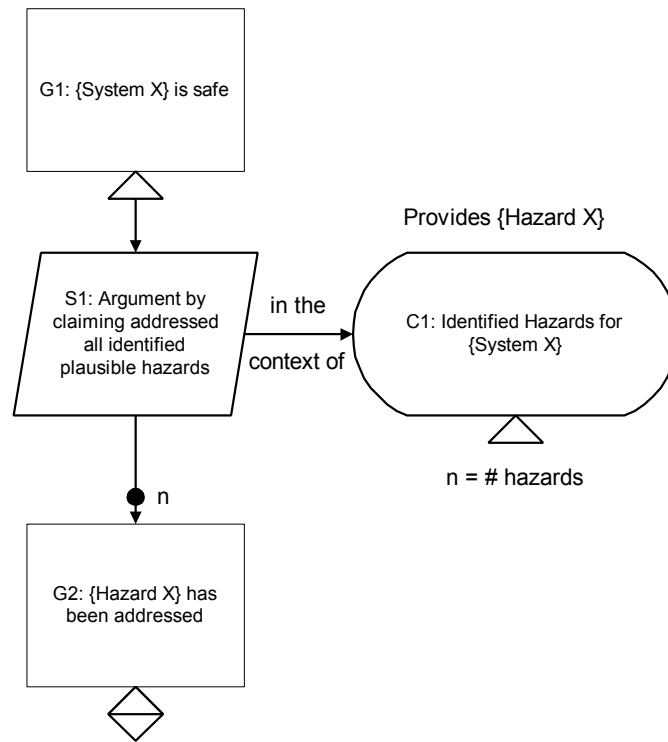 G1: {System X} is safe
Provides {Hazard X}
S1: Argument by
claiming addressed
all identified
plausible hazards
in the
context of
C1: Identified Hazards for
{System X}
n = # hazards
n
G2: {Hazard X} has
been addressed